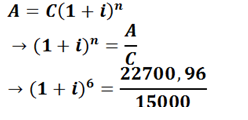 A = C(1 + i)ⁿ
→ (1 + i)ⁿ = A/C
→ (1 + i)⁶ = 22700,96/15000